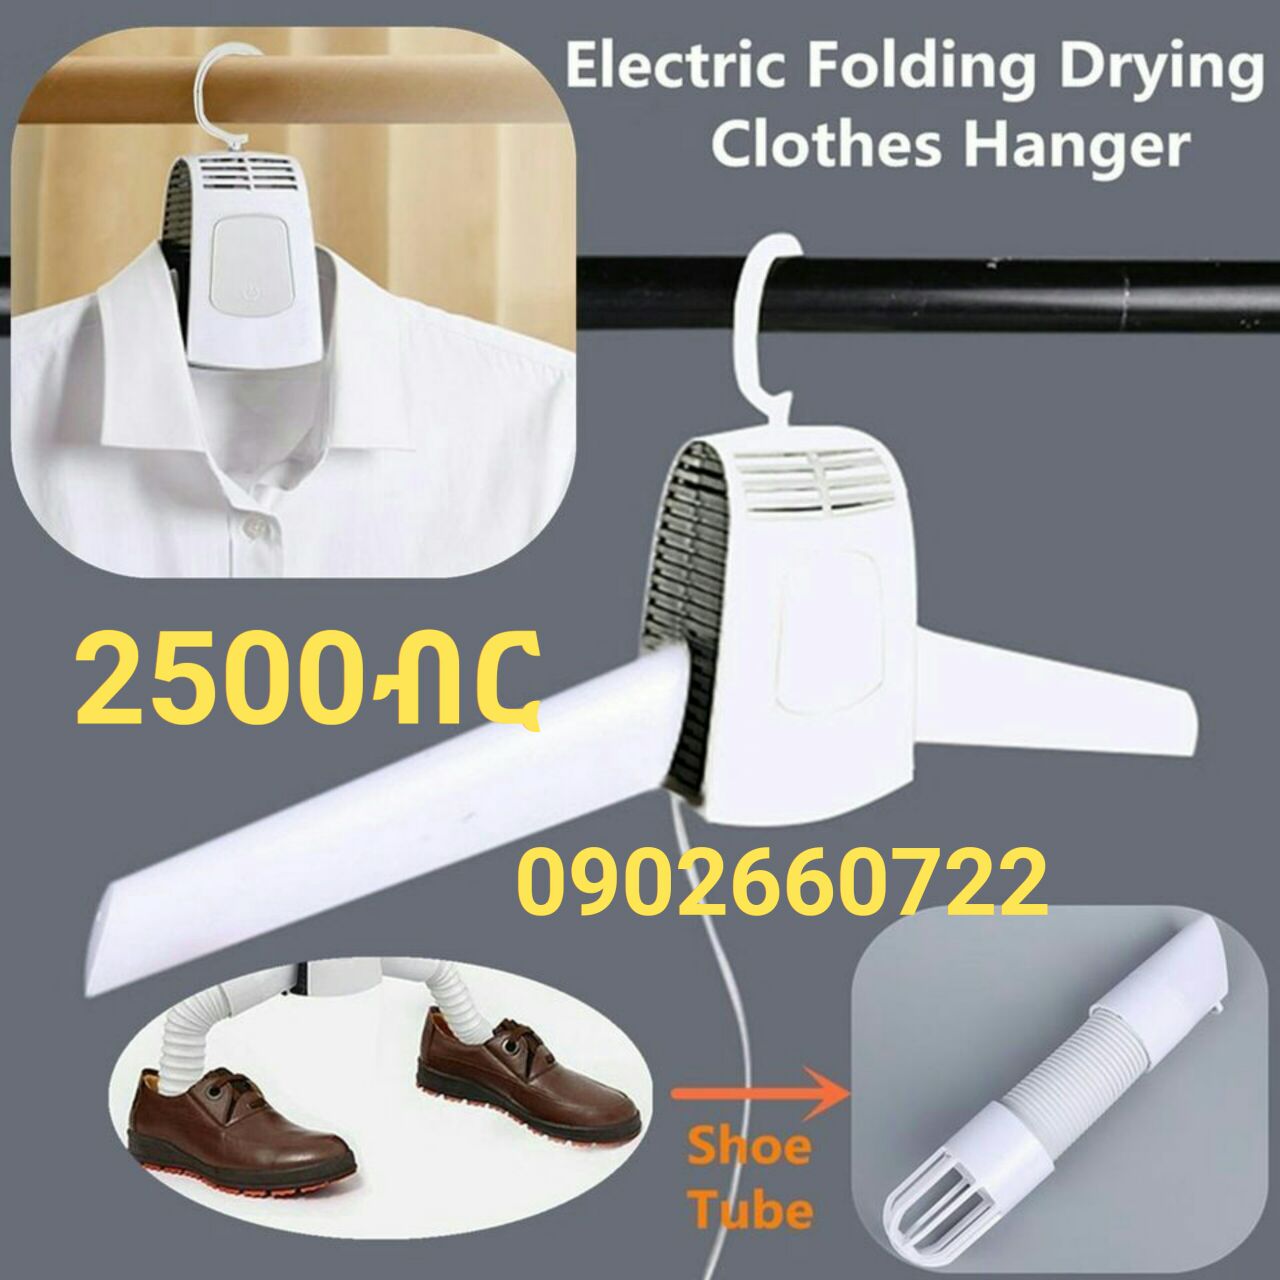 Electric Folding Drying
Clothes Hanger
2500ብር
0902660722
Shoe
Tube